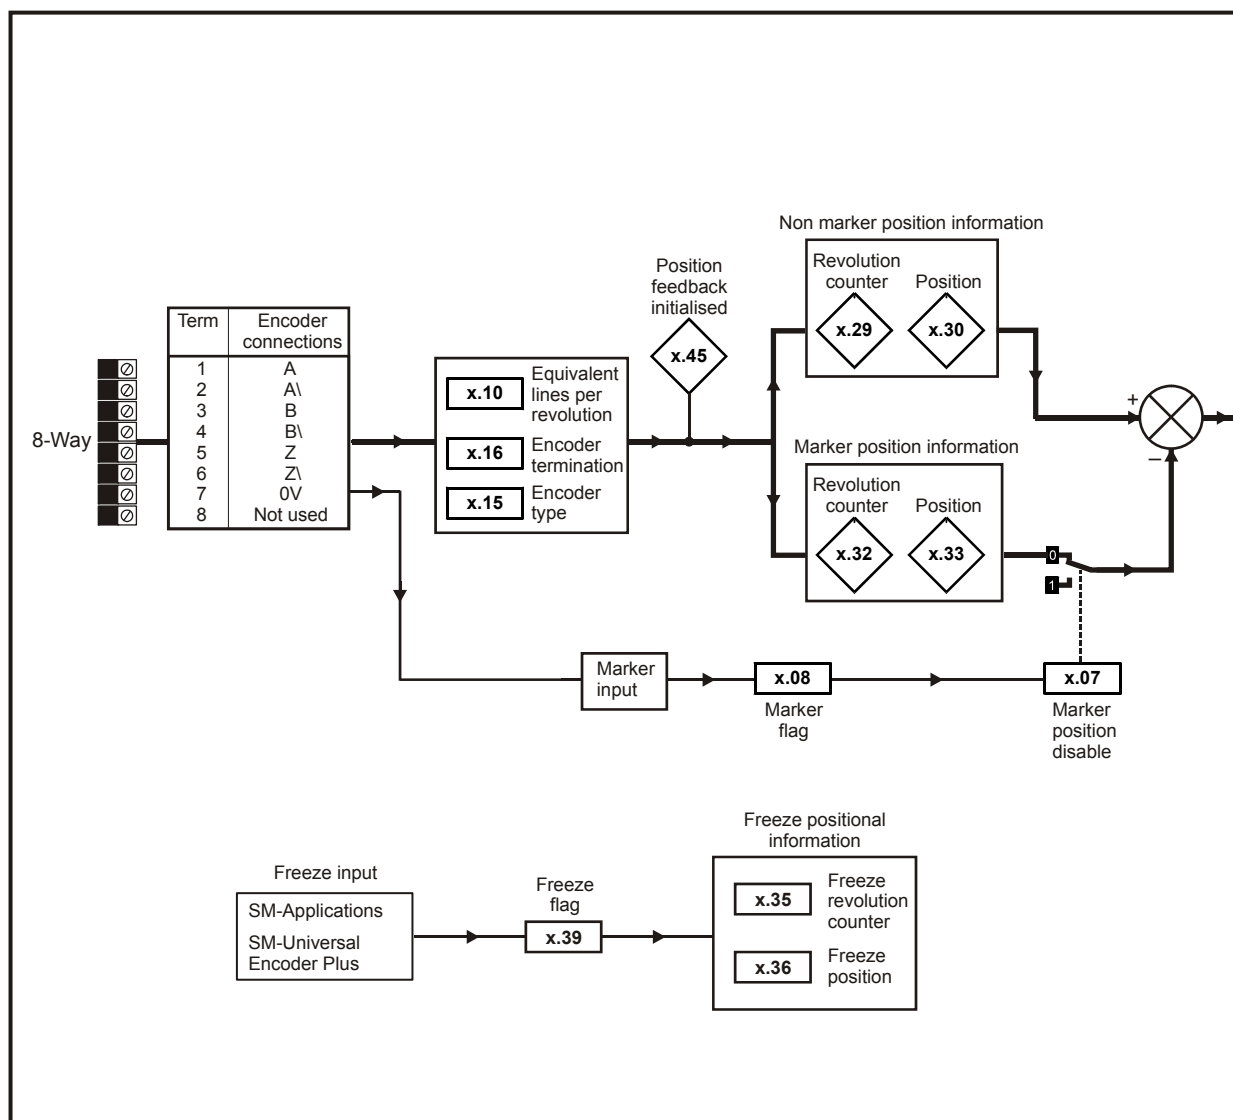 Non marker position information
Revolution
counter
Position
x.29
x.30
Position
feedback
initialised
x.45
Term
Encoder
connections
1 A
2 A\
3 B
4 B\
5 Z
6 Z\
7 0V
8 Not used
8-Way
x.10
Equivalent
lines per
revolution
x.16
Encoder
termination
x.15
Encoder
type
+
−
Marker position information
Revolution
counter
Position
x.32
x.33
0
1
Marker
input
x.08
Marker
flag
x.07
Marker
position
disable
Freeze input
SM-Applications
SM-Universal
Encoder Plus
Freeze
flag
x.39
Freeze positional
information
x.35
Freeze
revolution
counter
x.36
Freeze
position